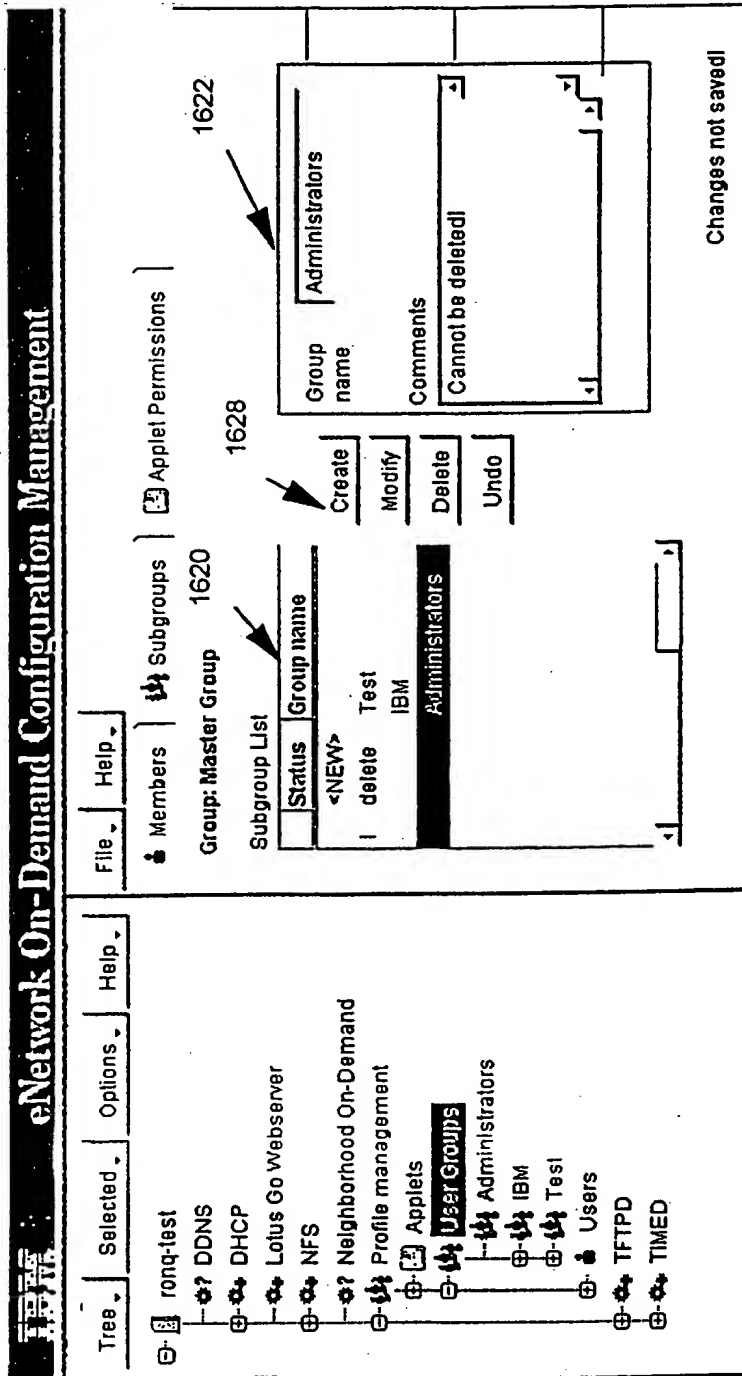 eNetwork On-Demand Configuration Management
Tree Selected Options Help
ronq-test
? DDNS
DHCP
Lotus Go Webserver
NFS
? Neighborhood On-Demand
Profile management
Applets
User Groups
Administrators
IBM
Test
Users
TFTPD
TIMED
File Help
Members Subgroups Applet Permissions
Group: Master Group
1620
Subgroup List
Status Group name
<NEW>
delete Test
IBM
Administrators
1628
Create
Modify
Delete
Undo
1622
Group name Administrators
Comments
Cannot be deleted!
Changes not saved!